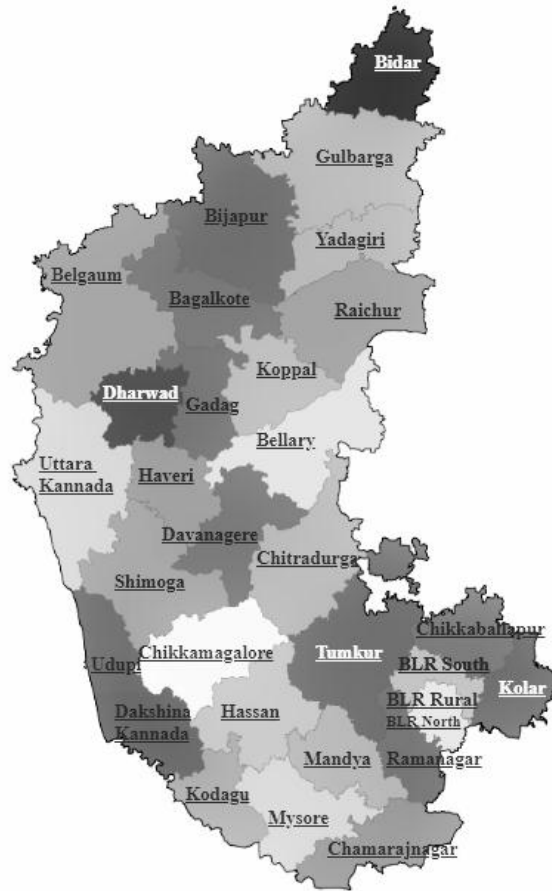 Bidar
Gulbarga
Bijapur
Yadagiri
Belgaum
Bagalkote
Raichur
Koppal
Dharwad
Gadag
Bellary
Uttara
Kannada
Haveri
Davanagere
Chitradurga
Shimoga
Chikkaballapur
Chikkamagalore
Tumkur
Udupi
BLR South
Kolar
BLR Rural
Dakshina
Kannada
Hassan
BLR North
Mandya
Ramanagar
Kodagu
Mysore
Chamarajnagar